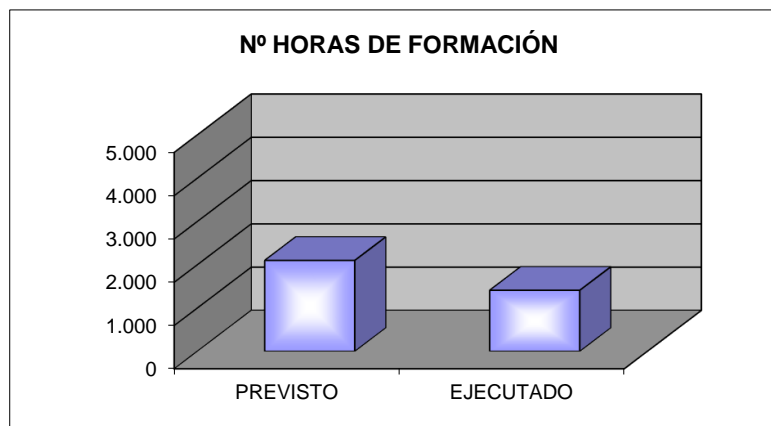 Nº HORAS DE FORMACIÓN
5.000
4.000
3.000
2.000
1.000
0
PREVISTO
EJECUTADO